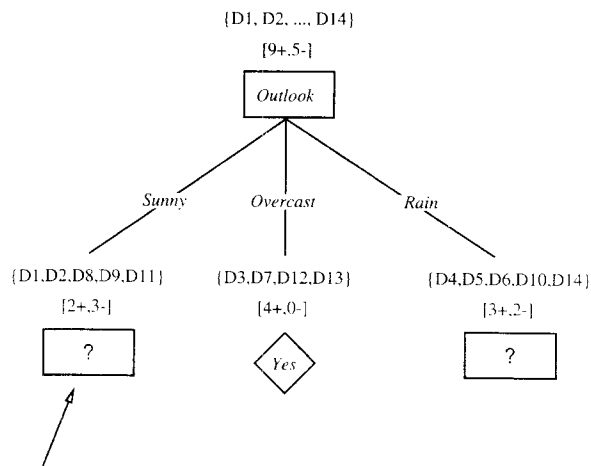 {D1, D2, ..., D14}
[9+,5-]
Outlook
Sunny
Overcast
Rain
{D1,D2,D8,D9,D11}
{D3,D7,D12,D13}
{D4,D5,D6,D10,D14}
[2+,3-]
[4+,0-]
[3+,2-]
?
Yes
?